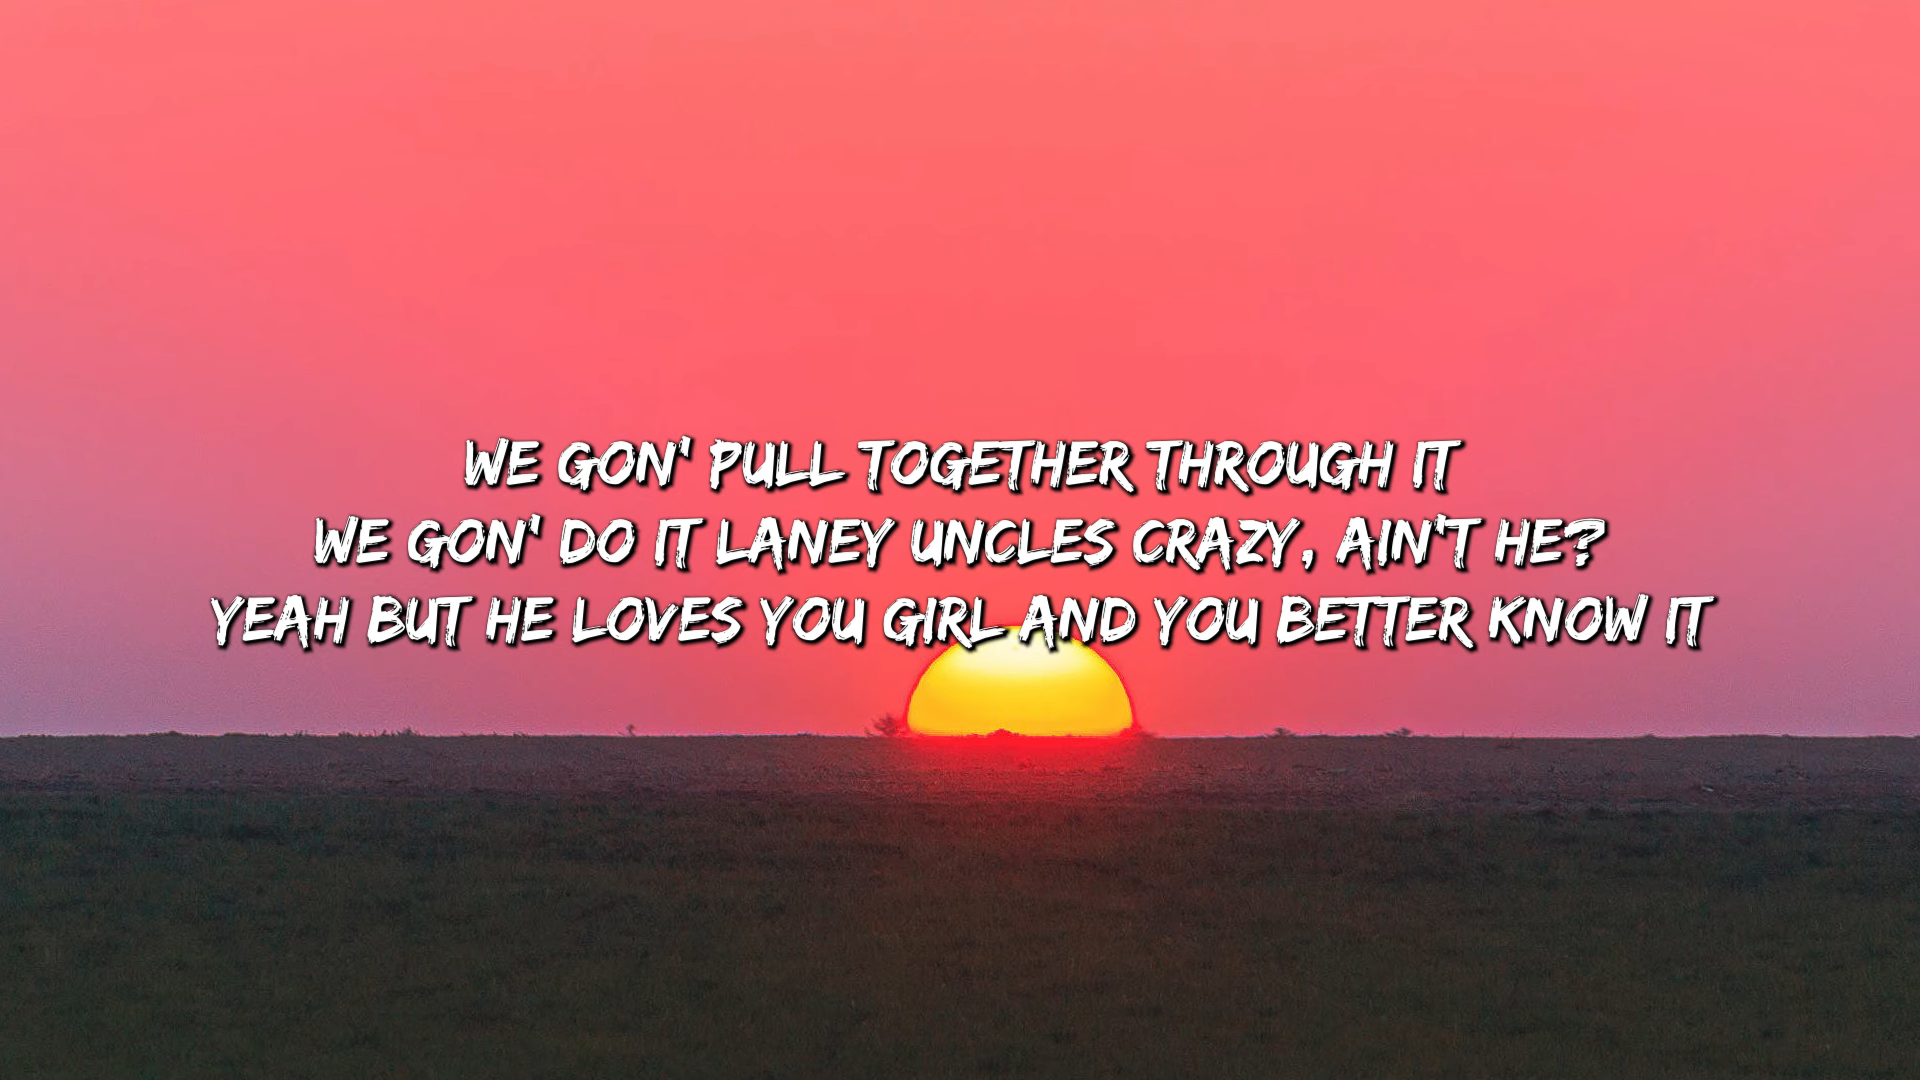 WE GON' PULL TOGETHER THROUGH IT
WE GON' DO IT LANEY UNCLES CRAZY, AIN'T HE?
YEAH BUT HE LOVES YOU GIRL AND YOU BETTER KNOW IT